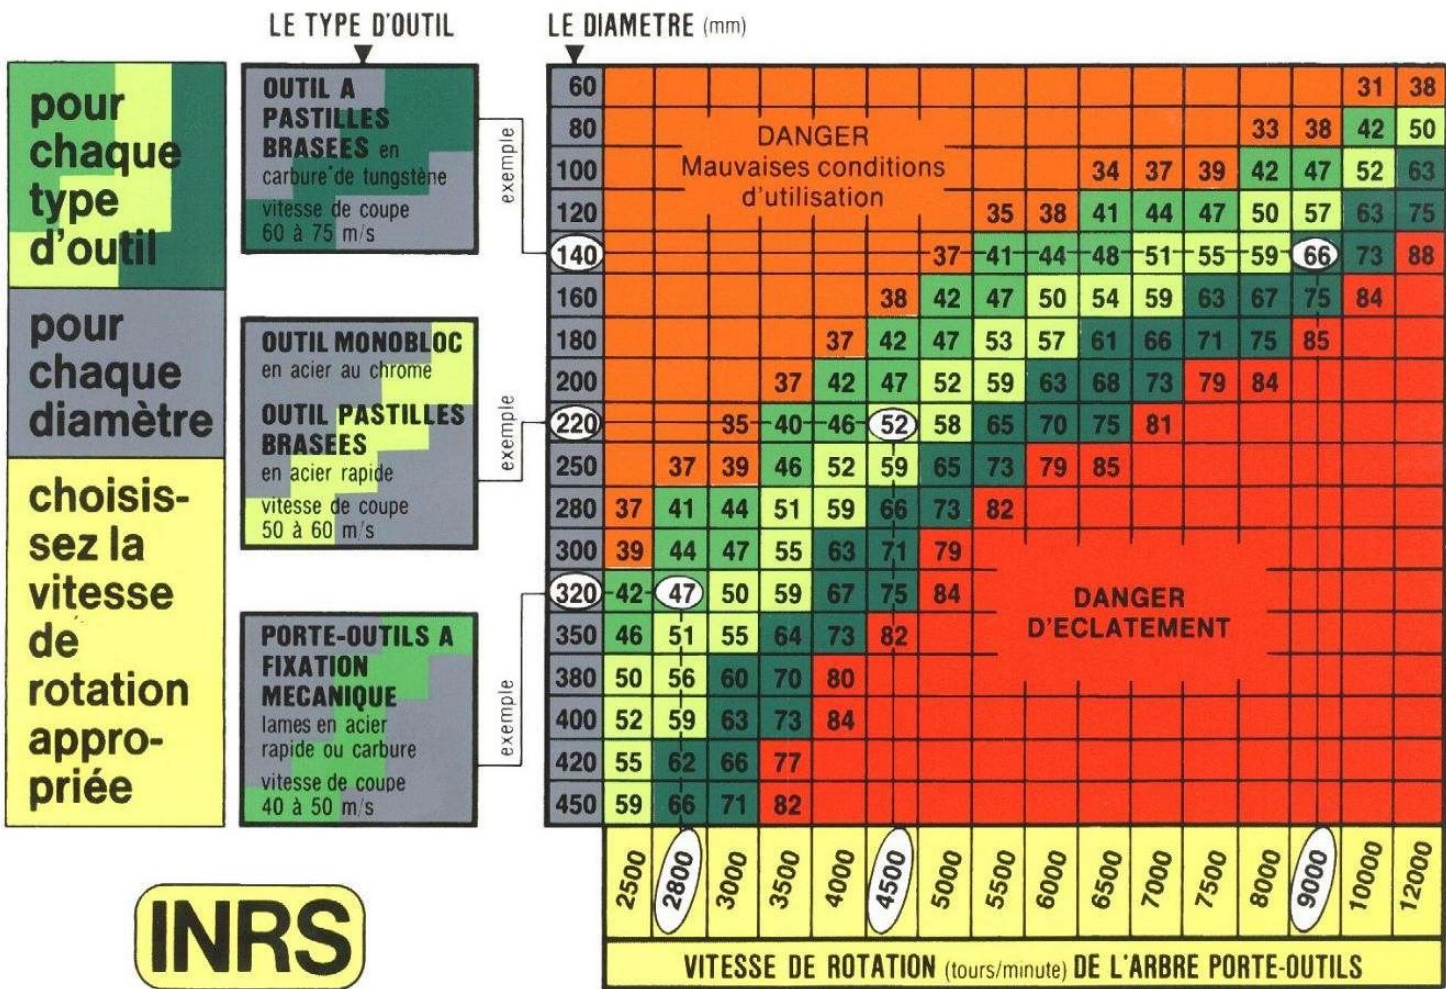 LE TYPE D'OUTIL
LE DIAMETRE (mm)
pour
chaque
type
d'outil
pour
chaque
diamètre
choisis-
sez la
vitesse
de
rotation
appro-
priée
OUTIL A
PASTILLES
BRASEES en
carbure de tungstène
vitesse de coupe
60 à 75 m/s
exemple
OUTIL MONOBLOC
en acier au chrome
OUTIL PASTILLES
BRASEES
en acier rapide
vitesse de coupe
50 à 60 m/s
exemple
PORTE-OUTILS A
FIXATION
MECANIQUE
lames en acier
rapide ou carbure
vitesse de coupe
40 à 50 m/s
exemple
DANGER
Mauvaises conditions
d'utilisation
60 31 38
80 33 38 42 50
100 34 37 39 42 47 52 63
120 35 38 41 44 47 50 57 63 75
140 37 41 44 48 51 55 59 66 73 88
160 38 42 47 50 54 59 63 67 75 84
180 37 42 47 53 57 61 66 71 75 85
200 37 42 47 52 59 63 68 73 79 84
220 35 40 46 52 58 65 70 75 81
250 37 39 46 52 59 65 73 79 85
280 37 41 44 51 59 66 73 82
300 39 44 47 55 63 71 79
320 42 47 50 59 67 75 84
350 46 51 55 64 73 82
380 50 56 60 70 80
400 52 59 63 73 84
420 55 62 66 77
450 59 66 71 82
DANGER
D'ECLATEMENT
2500 2800 3000 3500 4000 4500 5000 5500 6000 6500 7000 7500 8000 9000 10000 12000
VITESSE DE ROTATION (tours/minute) DE L'ARBRE PORTE-OUTILS
INRS